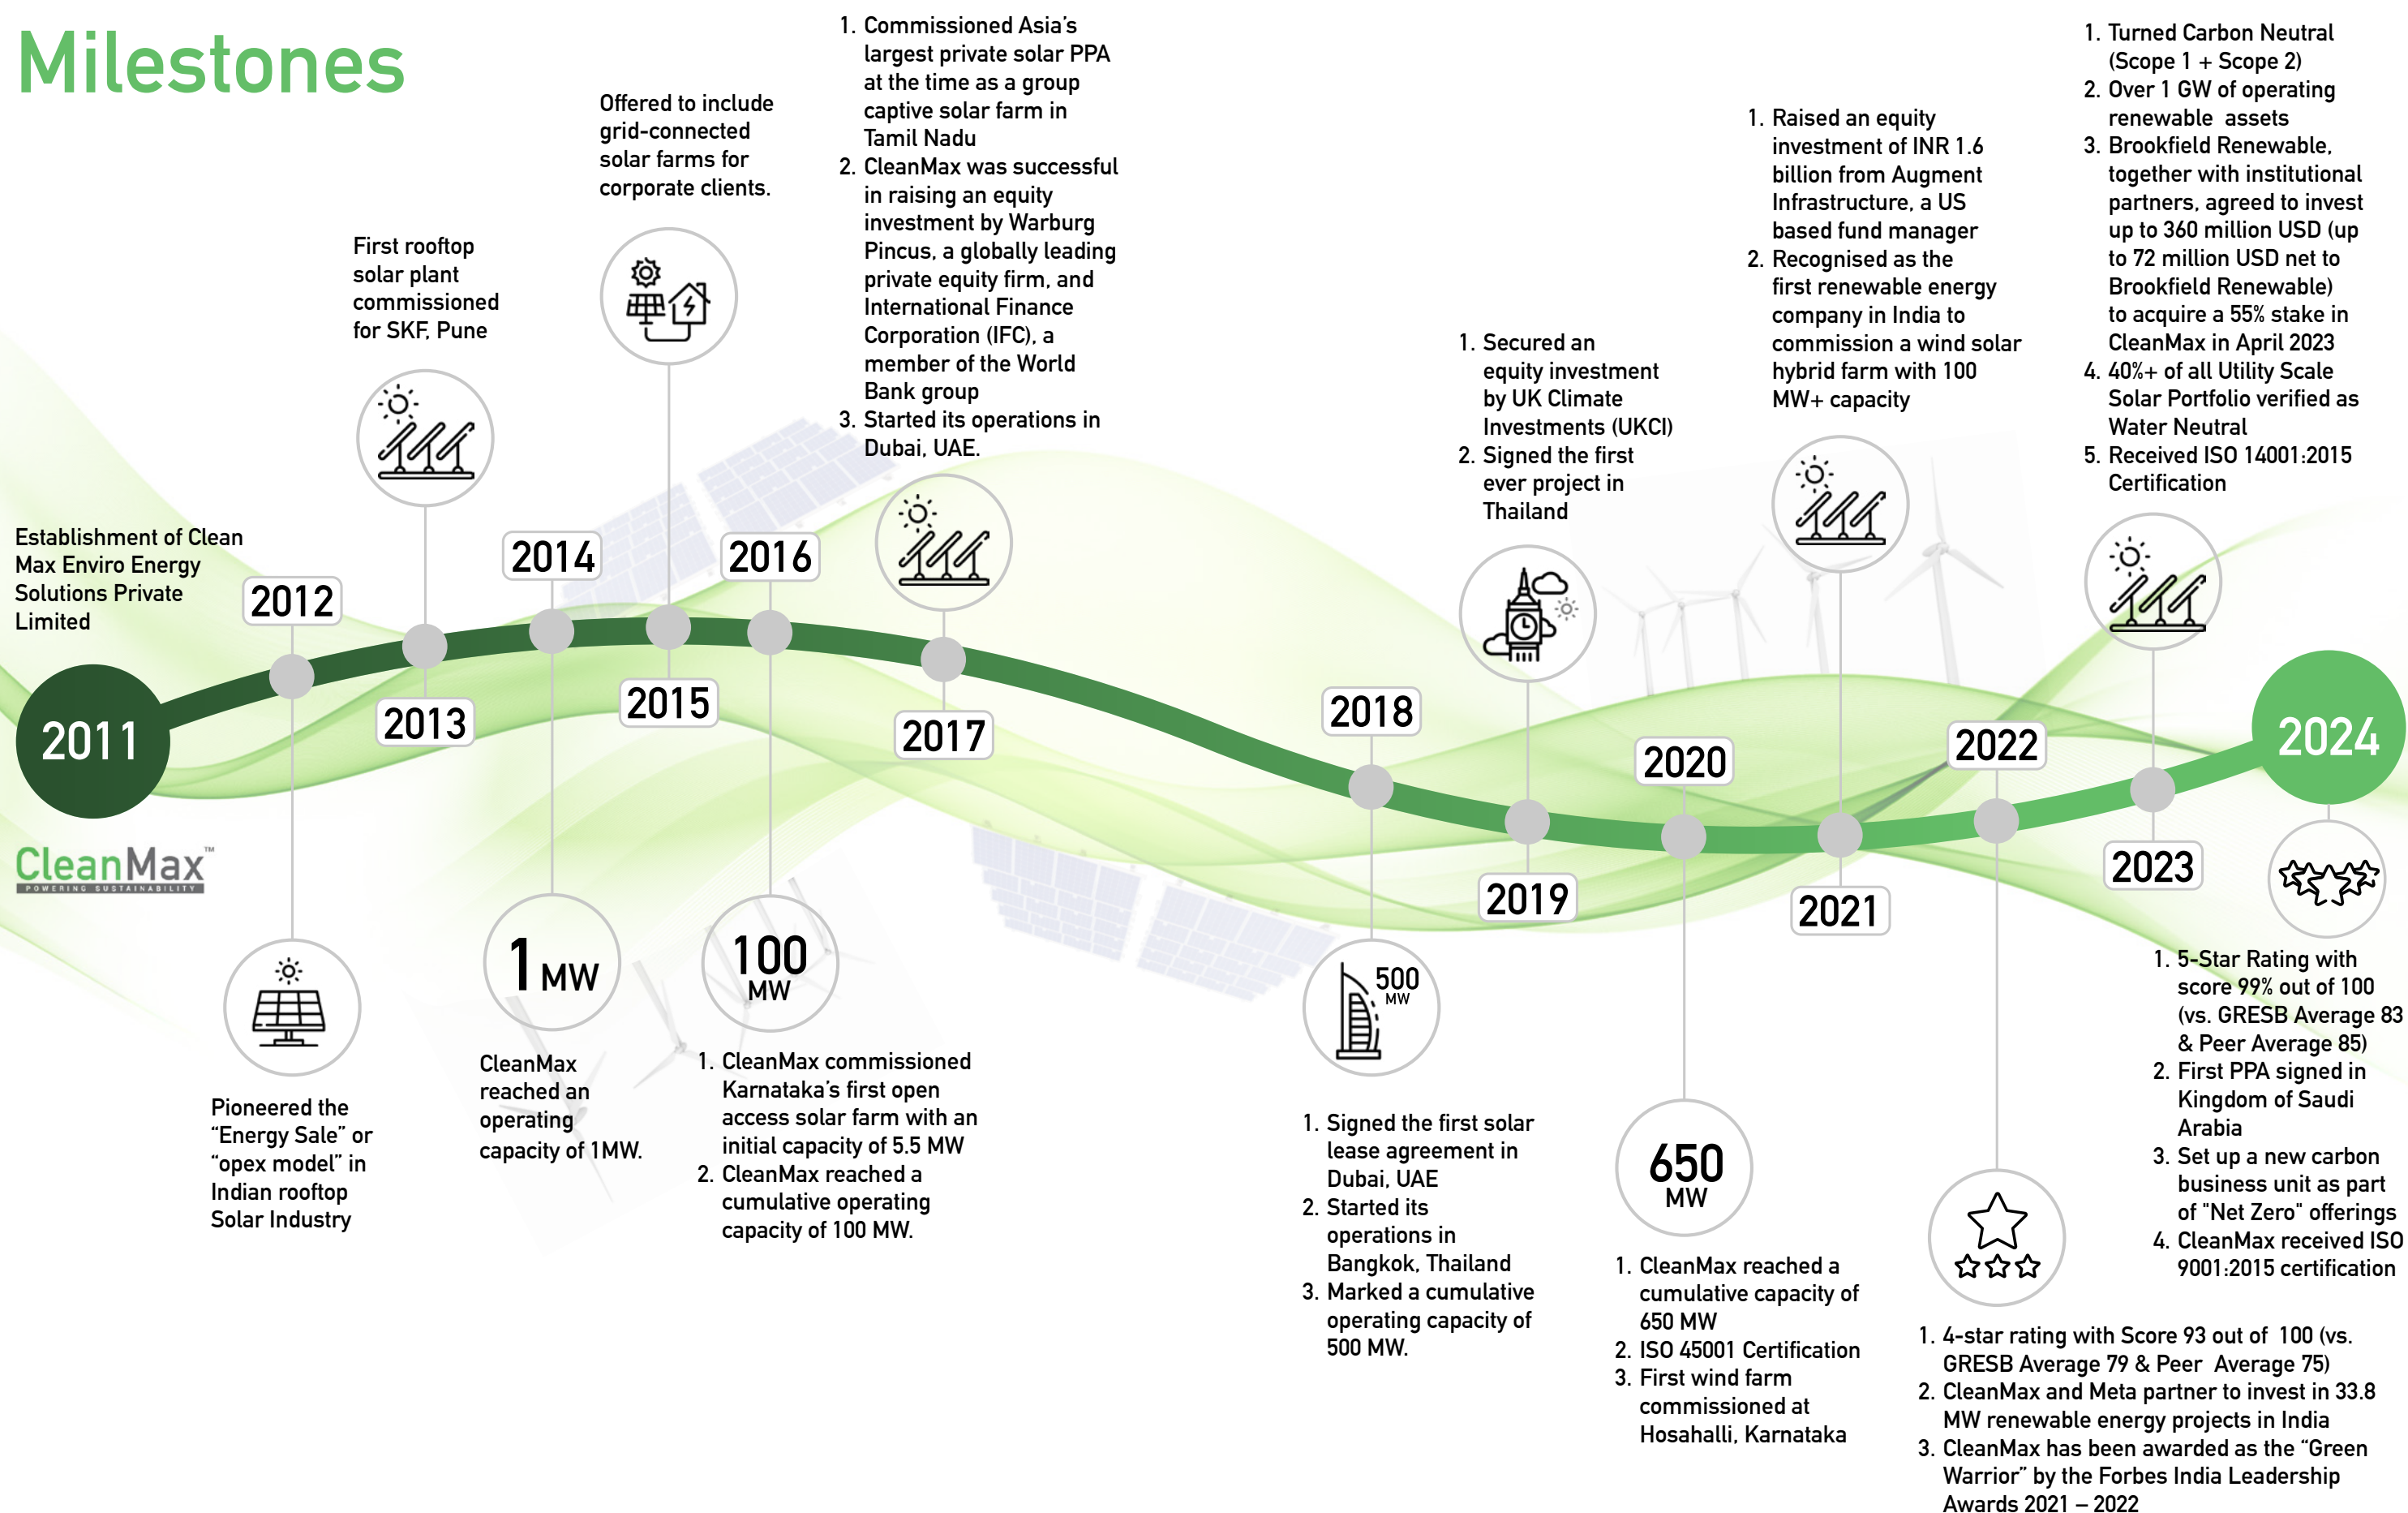 Milestones
Establishment of Clean
Max Enviro Energy
Solutions Private
Limited
2011
CleanMax™
POWERING SUSTAINABILITY
2012
Pioneered the
“Energy Sale” or
“opex model” in
Indian rooftop
Solar Industry
First rooftop
solar plant
commissioned
for SKF, Pune
2013
2014
1 MW
CleanMax
reached an
operating
capacity of 1MW.
Offered to include
grid-connected
solar farms for
corporate clients.
2015
2016
100
MW
1. CleanMax commissioned
Karnataka’s first open
access solar farm with an
initial capacity of 5.5 MW
2. CleanMax reached a
cumulative operating
capacity of 100 MW.
1. Commissioned Asia’s
largest private solar PPA
at the time as a group
captive solar farm in
Tamil Nadu
2. CleanMax was successful
in raising an equity
investment by Warburg
Pincus, a globally leading
private equity firm, and
International Finance
Corporation (IFC), a
member of the World
Bank group
3. Started its operations in
Dubai, UAE.
2017
2018
500
MW
1. Signed the first solar
lease agreement in
Dubai, UAE
2. Started its
operations in
Bangkok, Thailand
3. Marked a cumulative
operating capacity of
500 MW.
1. Secured an
equity investment
by UK Climate
Investments (UKCI)
2. Signed the first
ever project in
Thailand
2019
2020
650
MW
1. CleanMax reached a
cumulative capacity of
650 MW
2. ISO 45001 Certification
3. First wind farm
commissioned at
Hosahalli, Karnataka
1. Raised an equity
investment of INR 1.6
billion from Augment
Infrastructure, a US
based fund manager
2. Recognised as the
first renewable energy
company in India to
commission a wind solar
hybrid farm with 100
MW+ capacity
2021
2022
1. 4-star rating with Score 93 out of 100 (vs.
GRESB Average 79 & Peer Average 75)
2. CleanMax and Meta partner to invest in 33.8
MW renewable energy projects in India
3. CleanMax has been awarded as the “Green
Warrior” by the Forbes India Leadership
Awards 2021 – 2022
1. Turned Carbon Neutral
(Scope 1 + Scope 2)
2. Over 1 GW of operating
renewable assets
3. Brookfield Renewable,
together with institutional
partners, agreed to invest
up to 360 million USD (up
to 72 million USD net to
Brookfield Renewable)
to acquire a 55% stake in
CleanMax in April 2023
4. 40%+ of all Utility Scale
Solar Portfolio verified as
Water Neutral
5. Received ISO 14001:2015
Certification
2023
2024
1. 5-Star Rating with
score 99% out of 100
(vs. GRESB Average 83
& Peer Average 85)
2. First PPA signed in
Kingdom of Saudi
Arabia
3. Set up a new carbon
business unit as part
of "Net Zero" offerings
4. CleanMax received ISO
9001:2015 certification